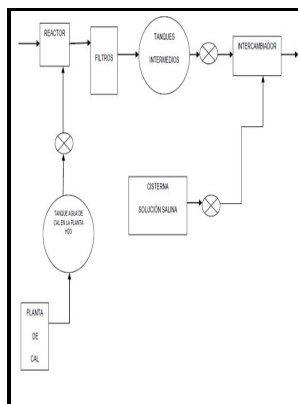 REACTOR
FILTROS
TANQUES
INTERMEDIOS
INTERCAMBIADOR
CISTERNA
SOLUCIÓN SALINA
TANQUE AGUA DE
CAL EN LA PLANTA
H2O
PLANTA
DE
CAL